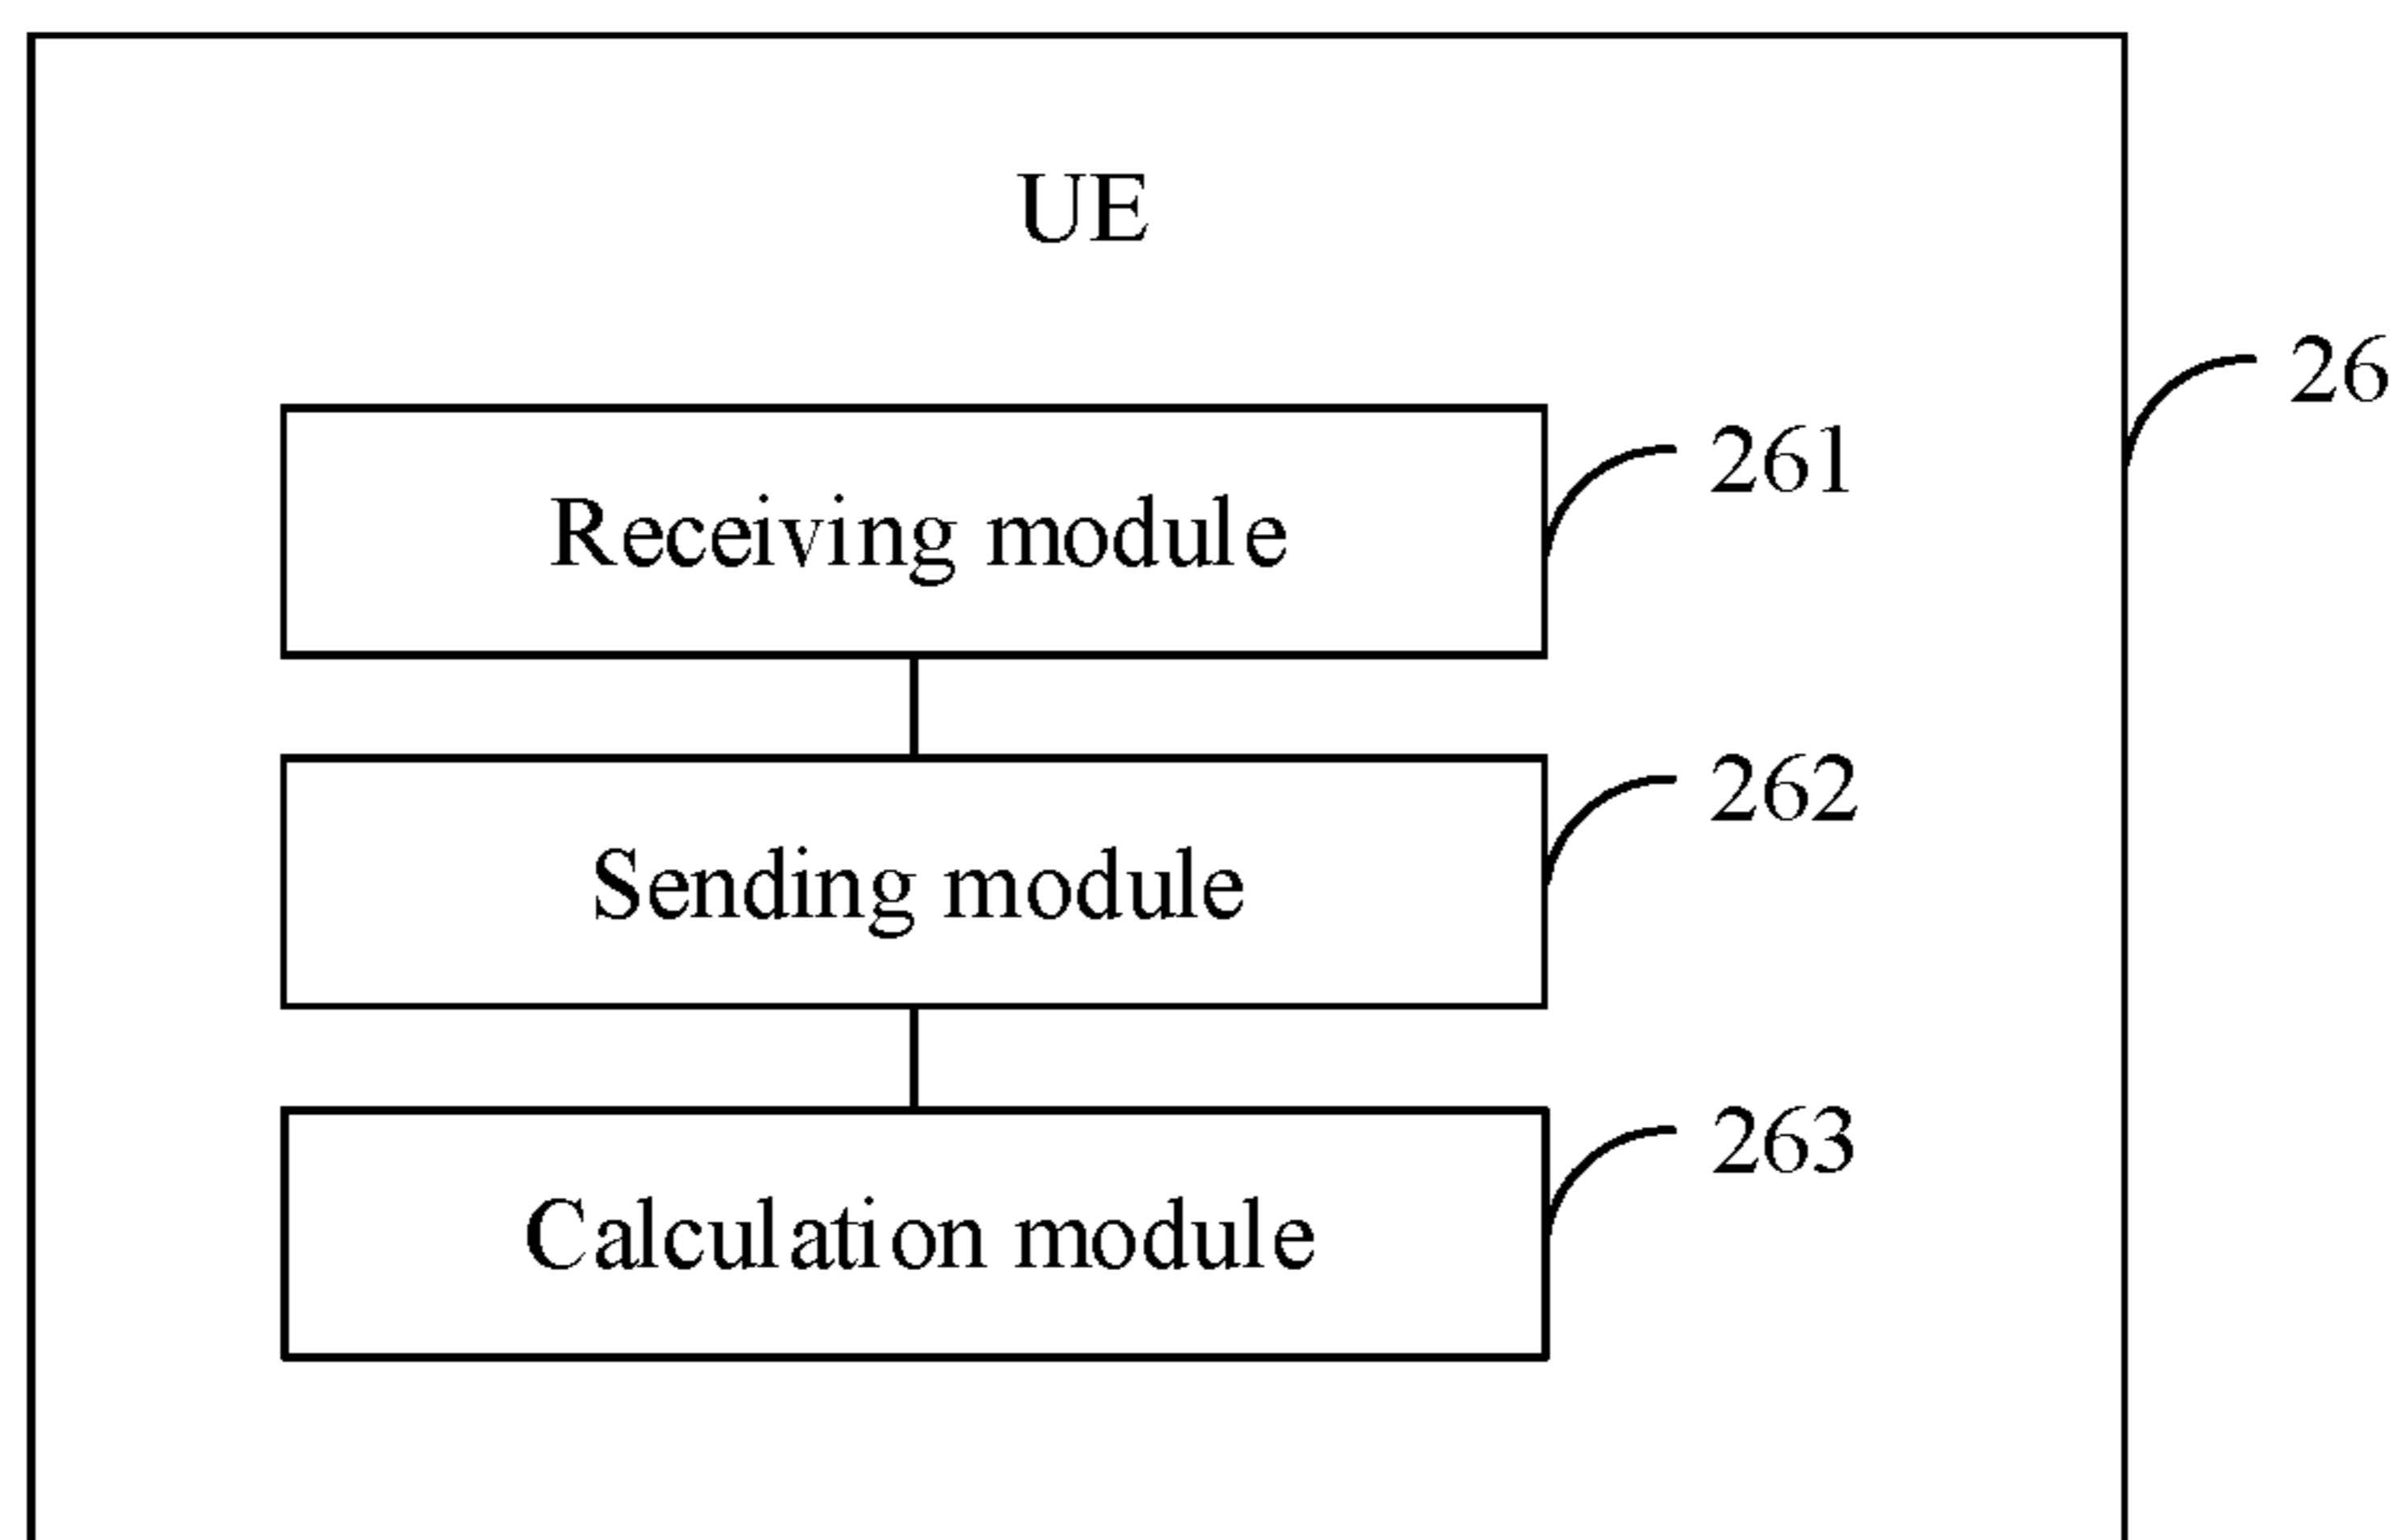 UE
26
Receiving module
261
Sending module
262
Calculation module
263